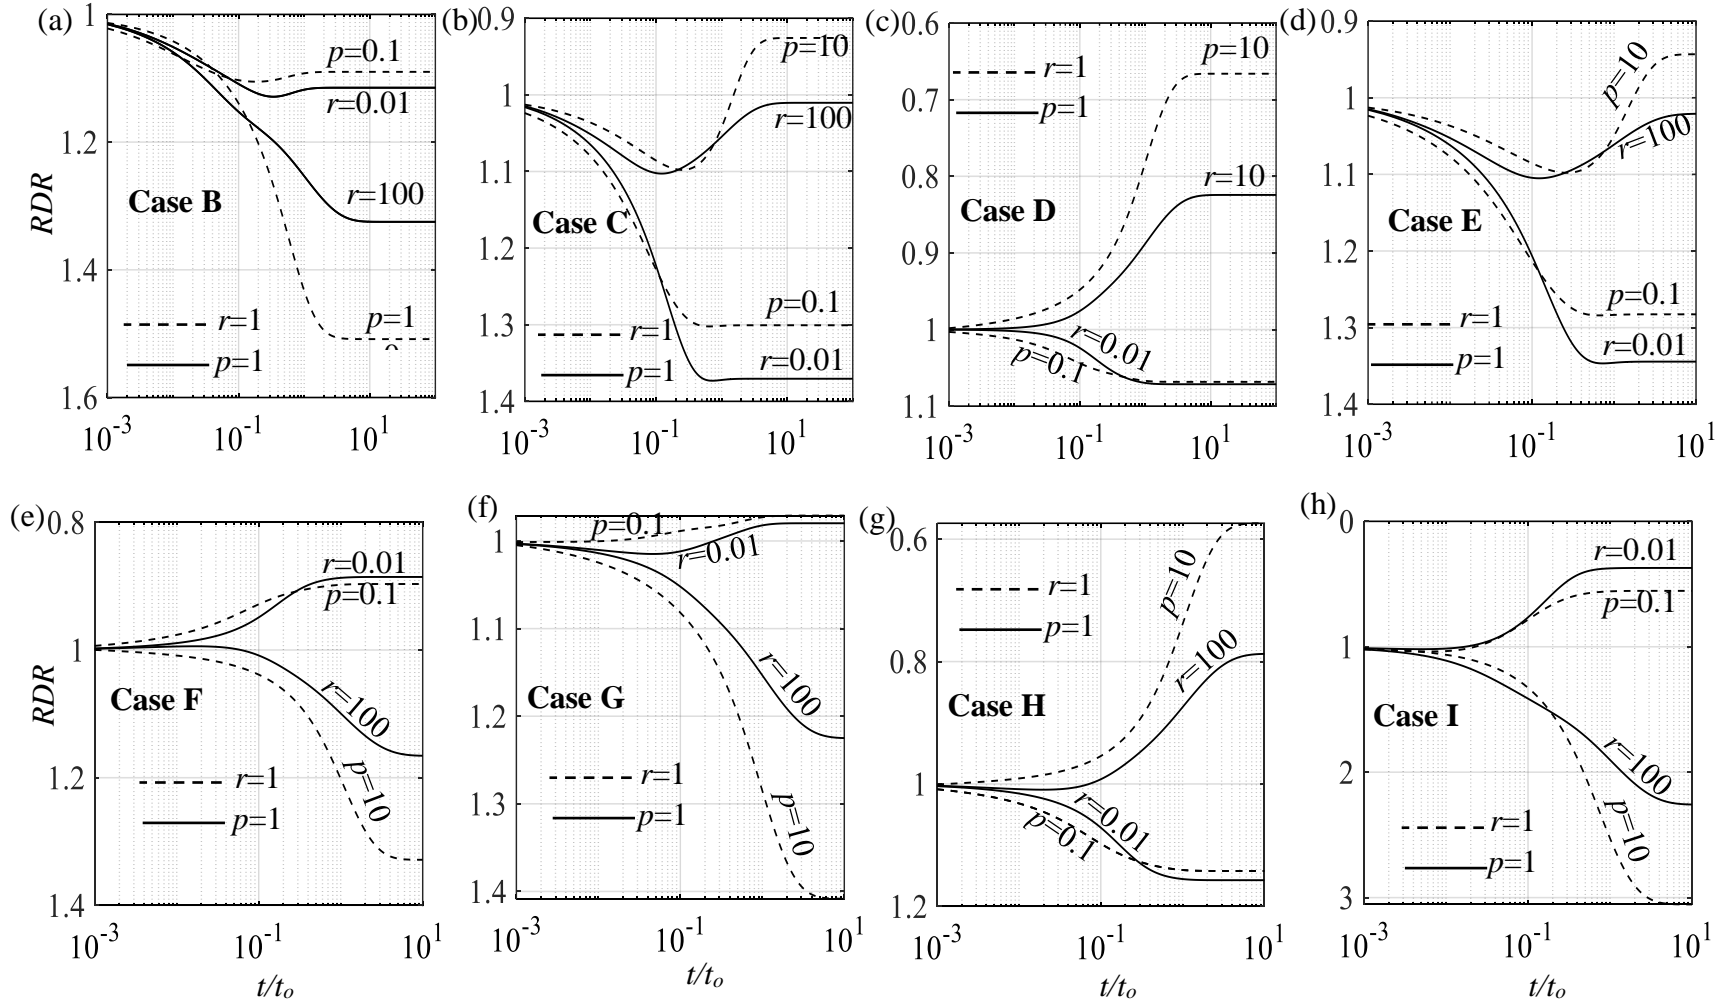 (a)
1
1.2
1.4
1.6
RDR
p=0.1
r=0.01
Case B
r=100
r=1
p=1
p=1
10^-3
10^-1
10^1
(b)
0.9
1
1.1
1.2
1.3
1.4
p=10
r=100
Case C
p=0.1
r=1
r=0.01
p=1
10^-3
10^-1
10^1
(c)
0.6
0.7
0.8
0.9
1
1.1
r=1
p=10
p=1
r=10
Case D
r=0.01
p=0.1
10^-3
10^-1
10^1
(d)
0.9
1
1.1
1.2
1.3
1.4
p=10
r=100
Case E
p=0.1
r=1
r=0.01
p=1
10^-3
10^-1
10^1
(e)
0.8
1
1.2
1.4
RDR
r=0.01
p=0.1
Case F
r=100
r=1
p=10
p=1
10^-3
10^-1
10^1
t/to
(f)
1
1.1
1.2
1.3
1.4
p=0.1
r=0.01
Case G
r=100
r=1
p=10
p=1
10^-3
10^-1
10^1
t/to
(g)
0.6
0.8
1
1.2
r=1
p=10
p=1
r=100
Case H
r=0.01
p=0.1
10^-3
10^-1
10^1
t/to
(h)
0
1
2
3
r=0.01
p=0.1
Case I
r=100
r=1
p=10
p=1
10^-3
10^-1
10^1
t/to